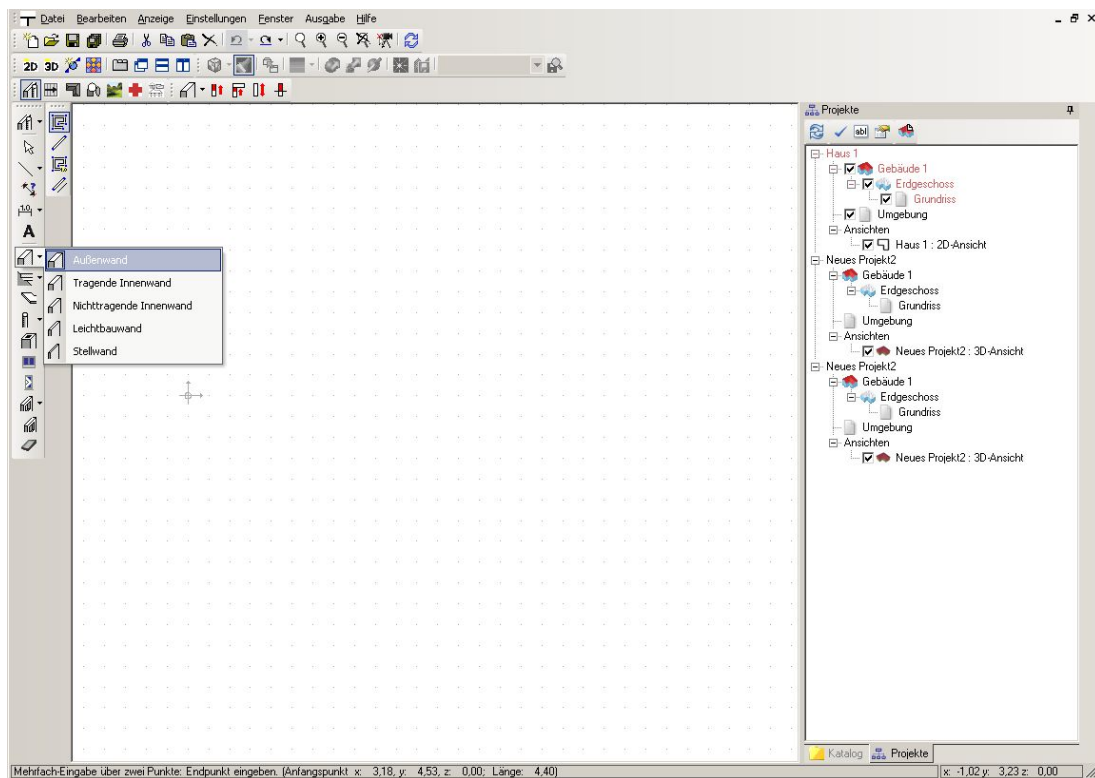 Datei Bearbeiten Anzeige Einstellungen Fenster Ausgabe Hilfe
2D 3D
Projekte
abl
Haus 1
Gebäude 1
Erdgeschoss
Grundriss
Umgebung
Ansichten
Haus 1 : 2D-Ansicht
Neues Projekt2
Gebäude 1
Erdgeschoss
Grundriss
Umgebung
Ansichten
Neues Projekt2 : 3D-Ansicht
Neues Projekt2
Gebäude 1
Erdgeschoss
Grundriss
Umgebung
Ansichten
Neues Projekt2 : 3D-Ansicht
1.0
A
Außenwand
Tragende Innenwand
Nichttragende Innenwand
Leichtbauwand
Stellwand
Katalog Projekte
Mehrfach-Eingabe über zwei Punkte: Endpunkt eingeben. (Anfangspunkt x: 3,18, y: 4,53, z: 0,00; Länge: 4,40)
x: -1,02 y: 3,23 z: 0,00